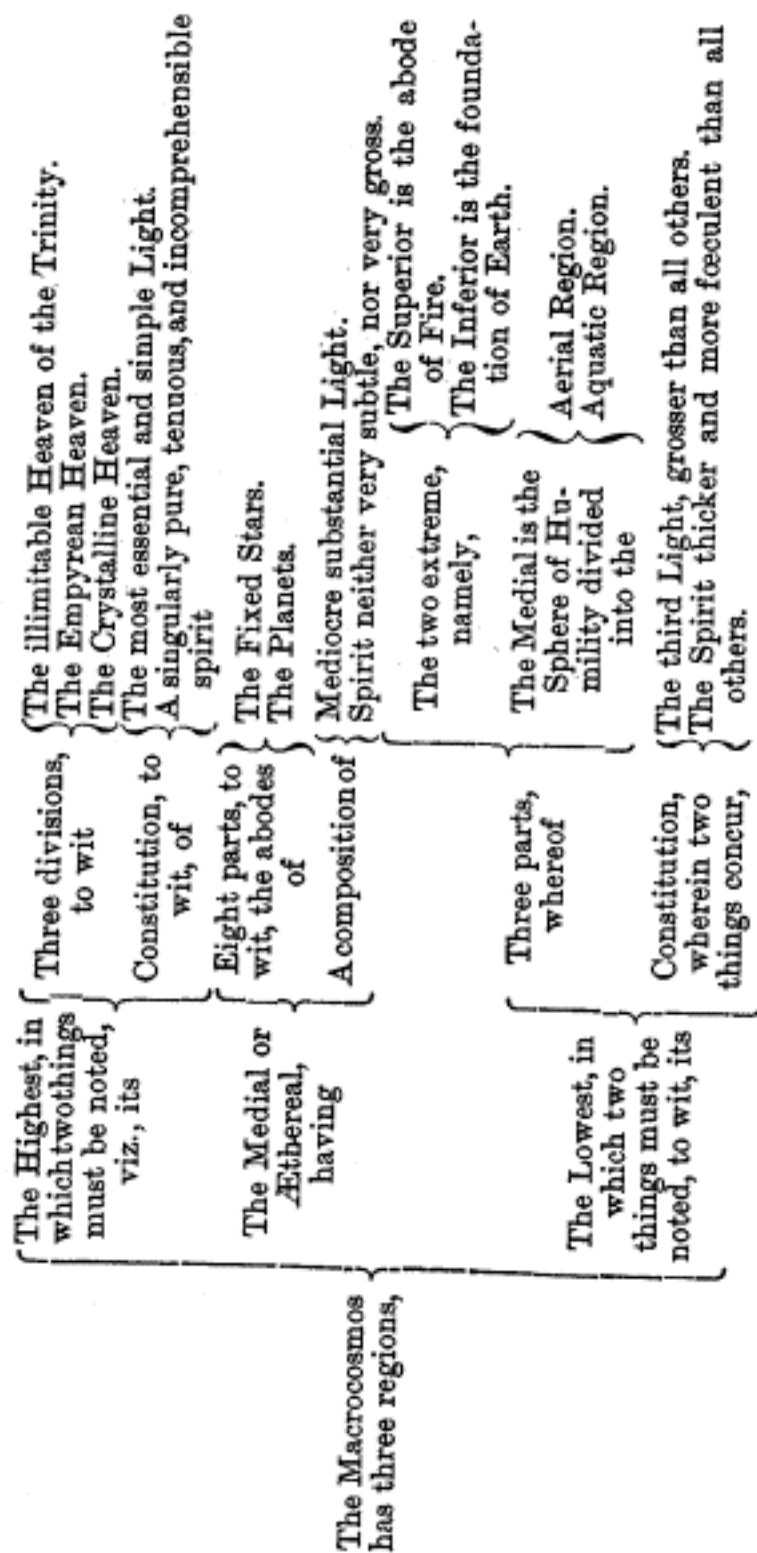 The Macrocosmos
has three regions,
The Highest, in
which two things
must be noted,
viz., its
Three divisions,
to wit
The illimitable Heaven of the Trinity.
The Empyrean Heaven.
The Crystalline Heaven.
Constitution, to
wit, of
The most essential and simple Light.
A singularly pure, tenuous, and incomprehensible
spirit
The Medial or
Æthereal,
having
Eight parts, to
wit, the abodes
of
The Fixed Stars.
The Planets.
A composition of
Mediocre substantial Light.
Spirit neither very subtle, nor very gross.
The Lowest, in
which two
things must be
noted, to wit, its
Three parts,
whereof
The two extreme,
namely,
The Superior is the abode
of Fire.
The Inferior is the founda-
tion of Earth.
The Medial is the
Sphere of Hu-
mility divided
into the
Aerial Region.
Aquatic Region.
Constitution,
wherein two
things concur,
The third Light, grosser than all others.
The Spirit thicker and more fœculent than all
others.